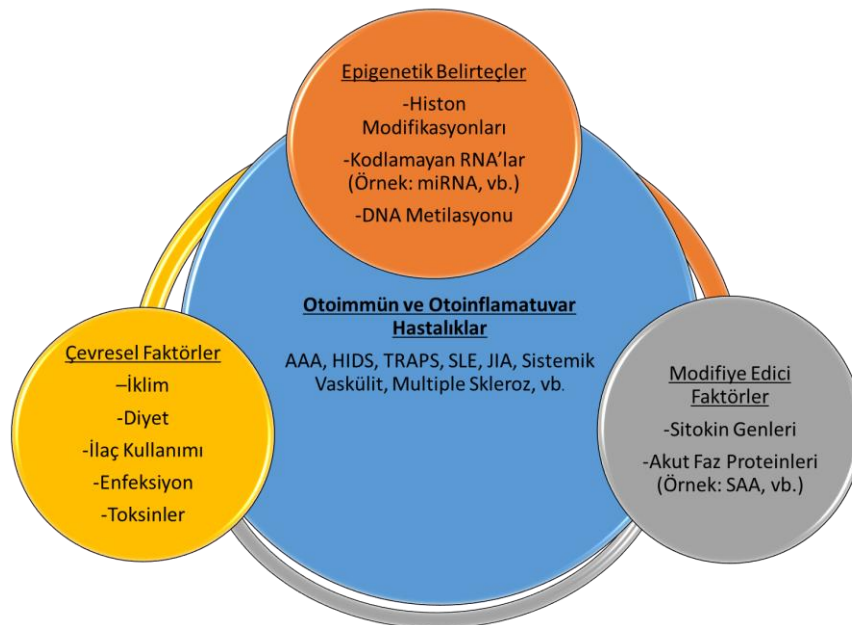 Epigenetik Belirteçler
-Histon
Modifikasyonları
-Kodlamayan RNA’lar
(Örnek: miRNA, vb.)
-DNA Metilasyonu
Otoimmün ve Otoinflamatuvar
Hastalıklar
AAA, HIDS, TRAPS, SLE, JIA, Sistemik
Vaskülit, Multiple Skleroz, vb.
Çevresel Faktörler
–İklim
-Diyet
-İlaç Kullanımı
-Enfeksiyon
-Toksinler
Modifiye Edici
Faktörler
-Sitokin Genleri
-Akut Faz Proteinleri
(Örnek: SAA, vb.)